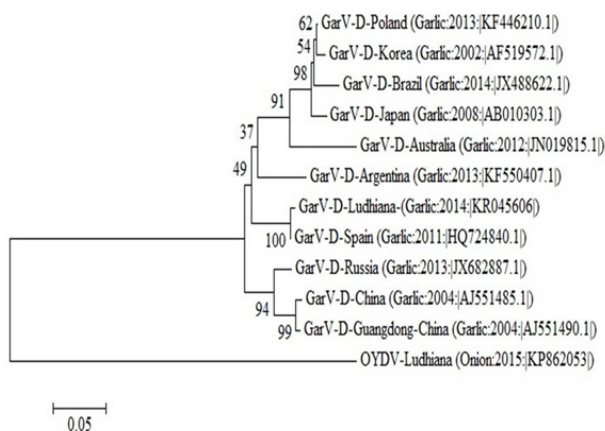 62
GarV-D-Poland (Garlic:2013:|KF446210.1|)
54
GarV-D-Korea (Garlic:2002:|AF519572.1|)
98
GarV-D-Brazil (Garlic:2014:|JX488622.1|)
91
GarV-D-Japan (Garlic:2008:|AB010303.1|)
37
GarV-D-Australia (Garlic:2012:|JN019815.1|)
49
GarV-D-Argentina (Garlic:2013:|KF550407.1|)
GarV-D-Ludhiana-(Garlic:2014:|KR045606|)
100
GarV-D-Spain (Garlic:2011:|HQ724840.1|)
GarV-D-Russia (Garlic:2013:|JX682887.1|)
94
GarV-D-China (Garlic:2004:|AJ551485.1|)
99
GarV-D-Guangdong-China (Garlic:2004:|AJ551490.1|)
OYDV-Ludhiana (Onion:2015:|KP862053|)
0.05